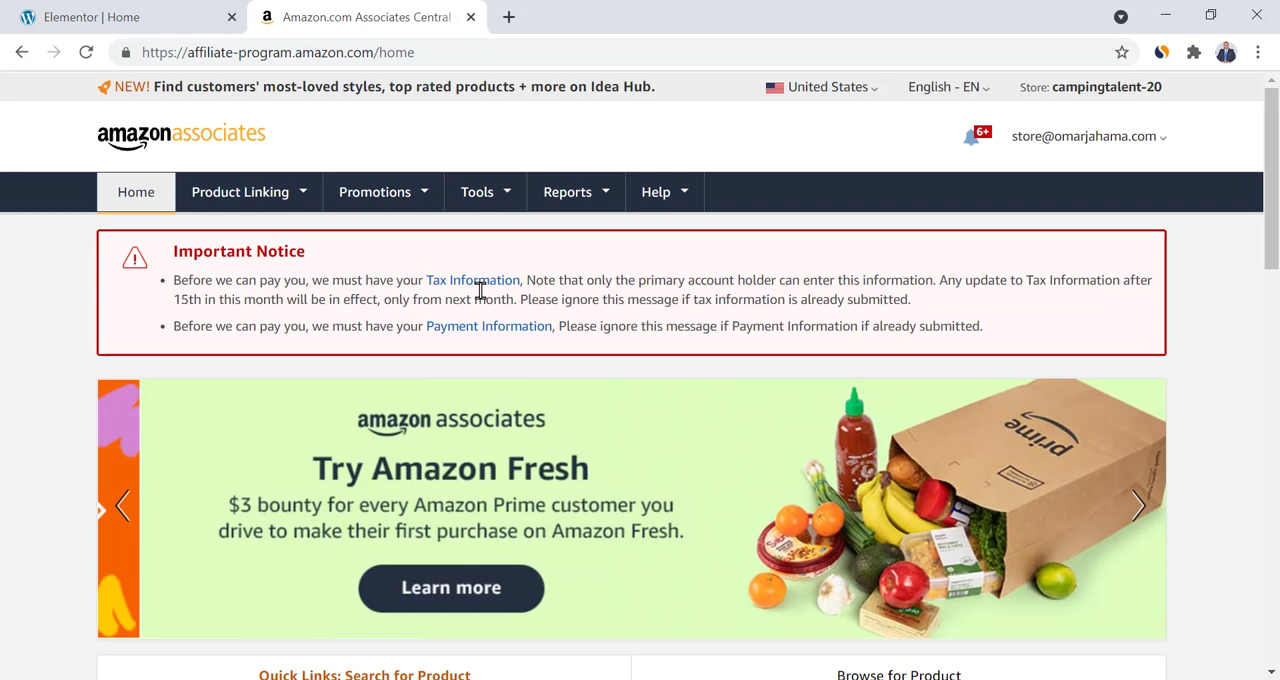 Elementor | Home
Amazon.com Associates Central
https://affiliate-program.amazon.com/home
NEW! Find customers' most-loved styles, top rated products + more on Idea Hub.
United States
English - EN
Store: campingtalent-20
amazonassociates
6+
store@omarjahama.com
Home
Product Linking
Promotions
Tools
Reports
Help
Important Notice
Before we can pay you, we must have your Tax Information, Note that only the primary account holder can enter this information. Any update to Tax Information after
15th in this month will be in effect, only from next month. Please ignore this message if tax information is already submitted.
Before we can pay you, we must have your Payment Information, Please ignore this message if Payment Information if already submitted.
amazon associates
Try Amazon Fresh
$3 bounty for every Amazon Prime customer you
drive to make their first purchase on Amazon Fresh.
Learn more
prime
Quick Links: Search for Product
Browse for Product